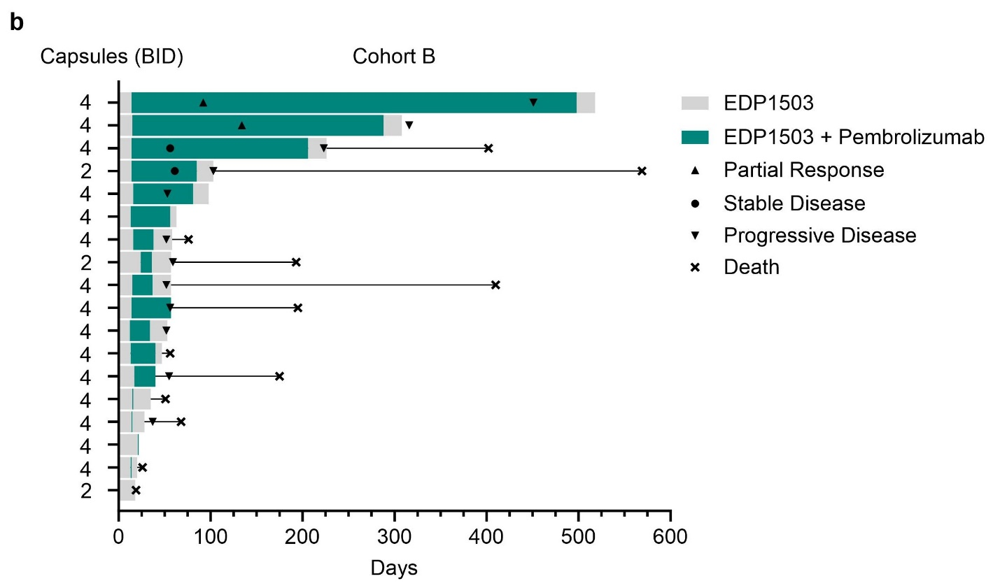 b
Capsules (BID)
Cohort B
4
4
4
2
4
4
4
2
4
4
4
4
4
4
4
4
4
2
0 100 200 300 400 500 600
Days
EDP1503
EDP1503 + Pembrolizumab
Partial Response
Stable Disease
Progressive Disease
Death